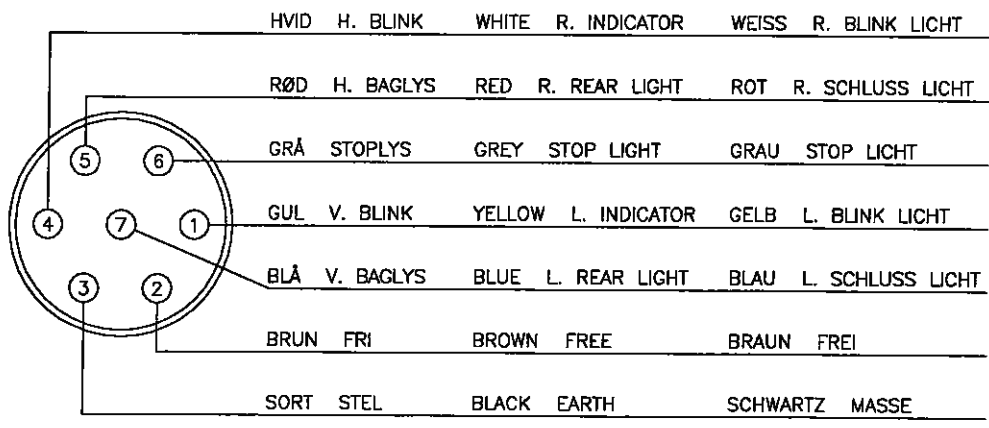 HVID H. BLINK WHITE R. INDICATOR WEISS R. BLINK LICHT
RØD H. BAGLYS RED R. REAR LIGHT ROT R. SCHLUSS LICHT
5 6 GRÅ STOPLYS GREY STOP LIGHT GRAU STOP LICHT
4 7 1 GUL V. BLINK YELLOW L. INDICATOR GELB L. BLINK LICHT
BLÅ V. BAGLYS BLUE L. REAR LIGHT BLAU L. SCHLUSS LICHT
3 2
BRUN FRI BROWN FREE BRAUN FREI
SORT STEL BLACK EARTH SCHWARTZ MASSE